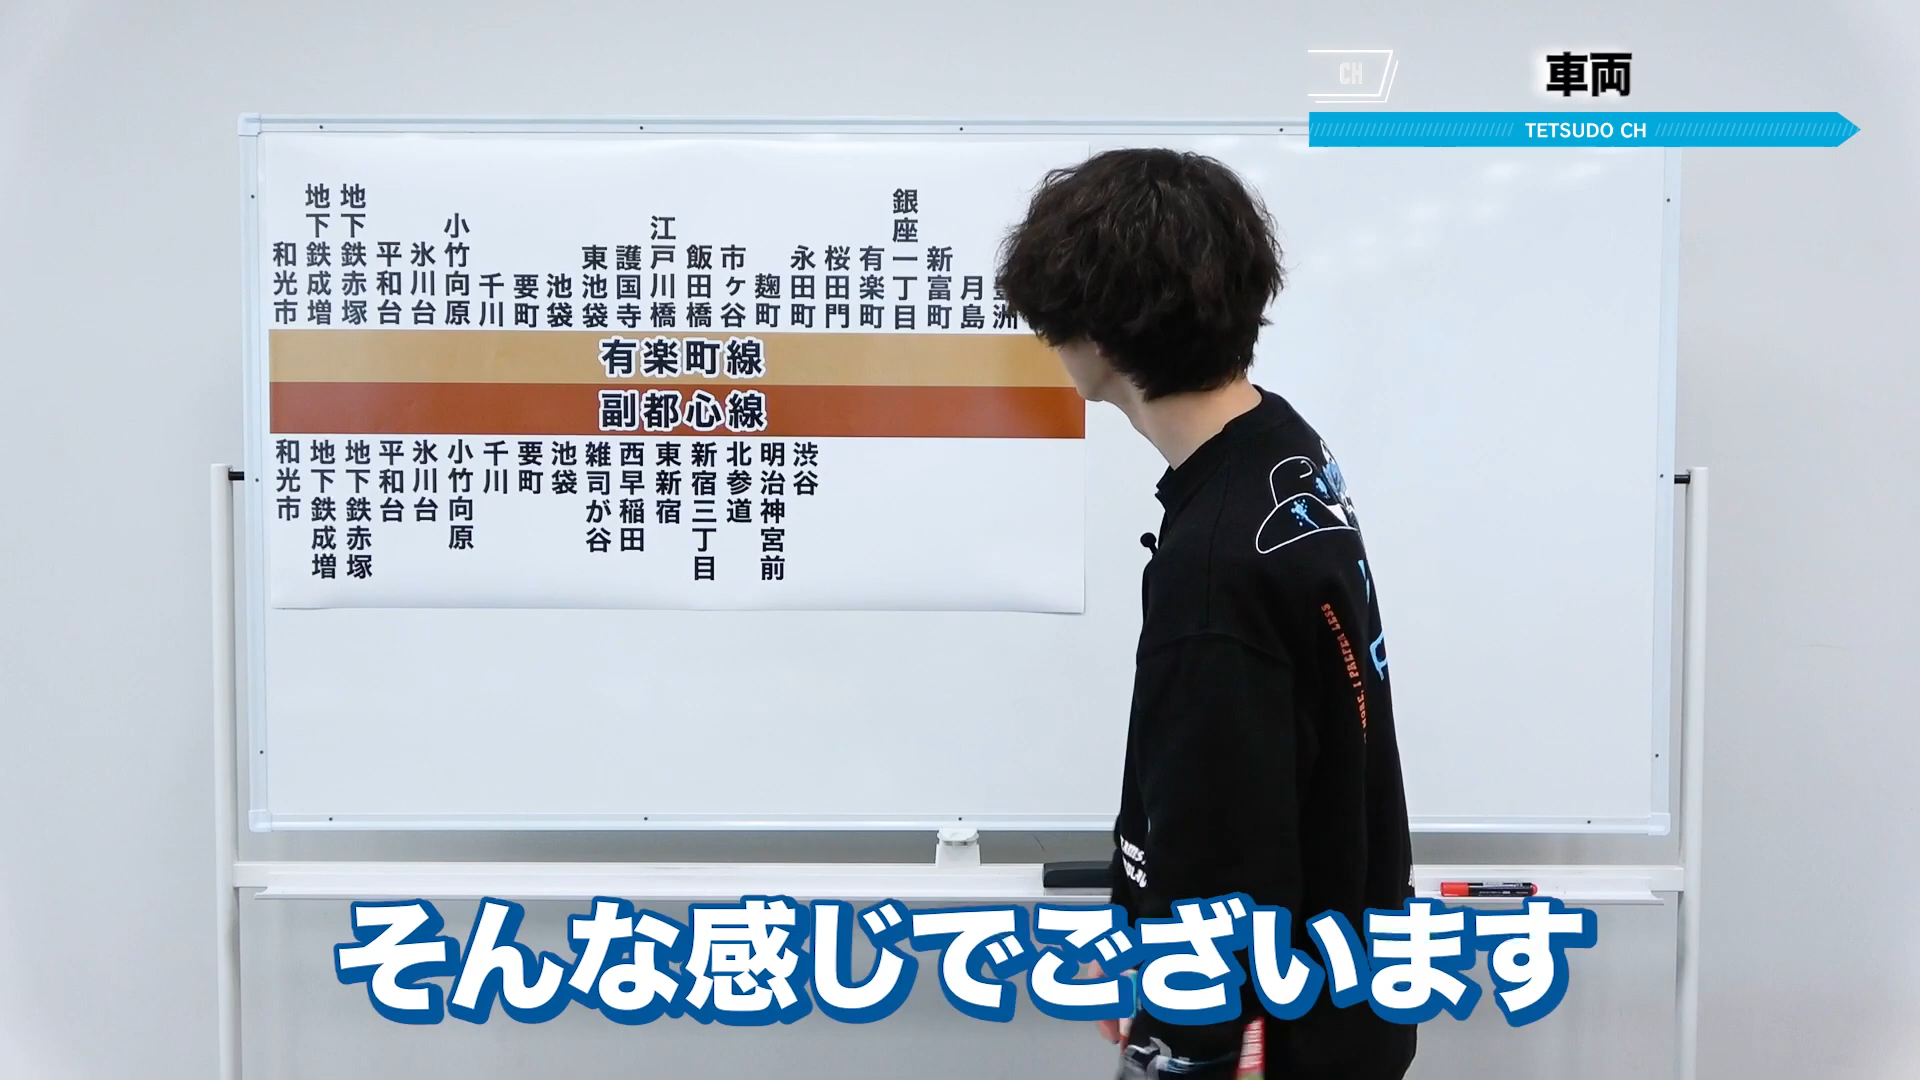 CH
車両
TETSUDO CH
和光市
地下鉄成増
地下鉄赤塚
平和台
氷川台
小竹向原
千川
要町
池袋
東池袋
護国寺
江戸川橋
飯田橋
市ヶ谷
麹町
永田町
桜田門
有楽町
銀座一丁目
新富町
月島
豊洲
有楽町線
副都心線
和光市
地下鉄成増
地下鉄赤塚
平和台
氷川台
小竹向原
千川
要町
池袋
雑司が谷
西早稲田
東新宿
新宿三丁目
北参道
明治神宮前
渋谷
MORE, I PREFER LESS
そんな感じでございます